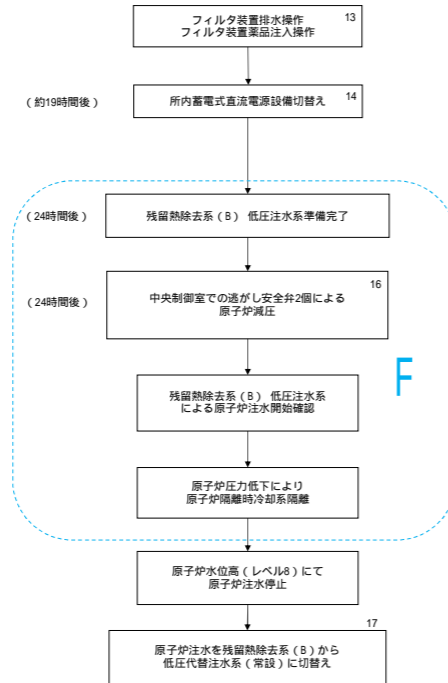 13
フィルタ装置排水操作
フィルタ装置薬品注入操作
14
（約19時間後）
所内蓄電式直流電源設備切替え
（24時間後）
残留熱除去系（B） 低圧注水系準備完了
16
（24時間後）
中央制御室での逃がし安全弁2個による
原子炉減圧
F
残留熱除去系（B） 低圧注水系
による原子炉注水開始確認
原子炉圧力低下により
原子炉隔離時冷却系隔離
原子炉水位高（レベル8）にて
原子炉注水停止
17
原子炉注水を残留熱除去系（B）から
低圧代替注水系（常設）に切替え